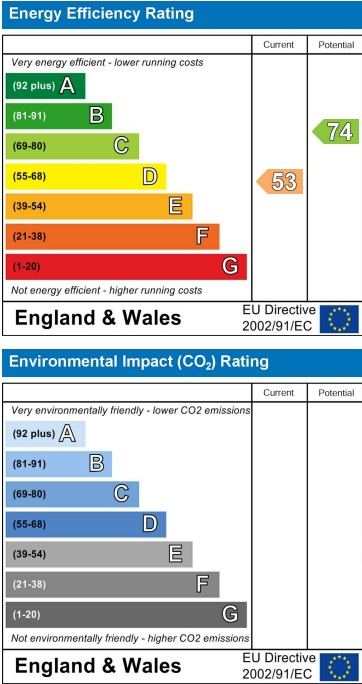 Energy Efficiency Rating
Current Potential
Very energy efficient - lower running costs
(92 plus) A
(81-91) B
(69-80) C
(55-68) D
(39-54) E
(21-38) F
(1-20) G
53
74
Not energy efficient - higher running costs
England & Wales
EU Directive
2002/91/EC
Environmental Impact (CO₂) Rating
Current Potential
Very environmentally friendly - lower CO2 emissions
(92 plus) A
(81-91) B
(69-80) C
(55-68) D
(39-54) E
(21-38) F
(1-20) G
Not environmentally friendly - higher CO2 emissions
England & Wales
EU Directive
2002/91/EC